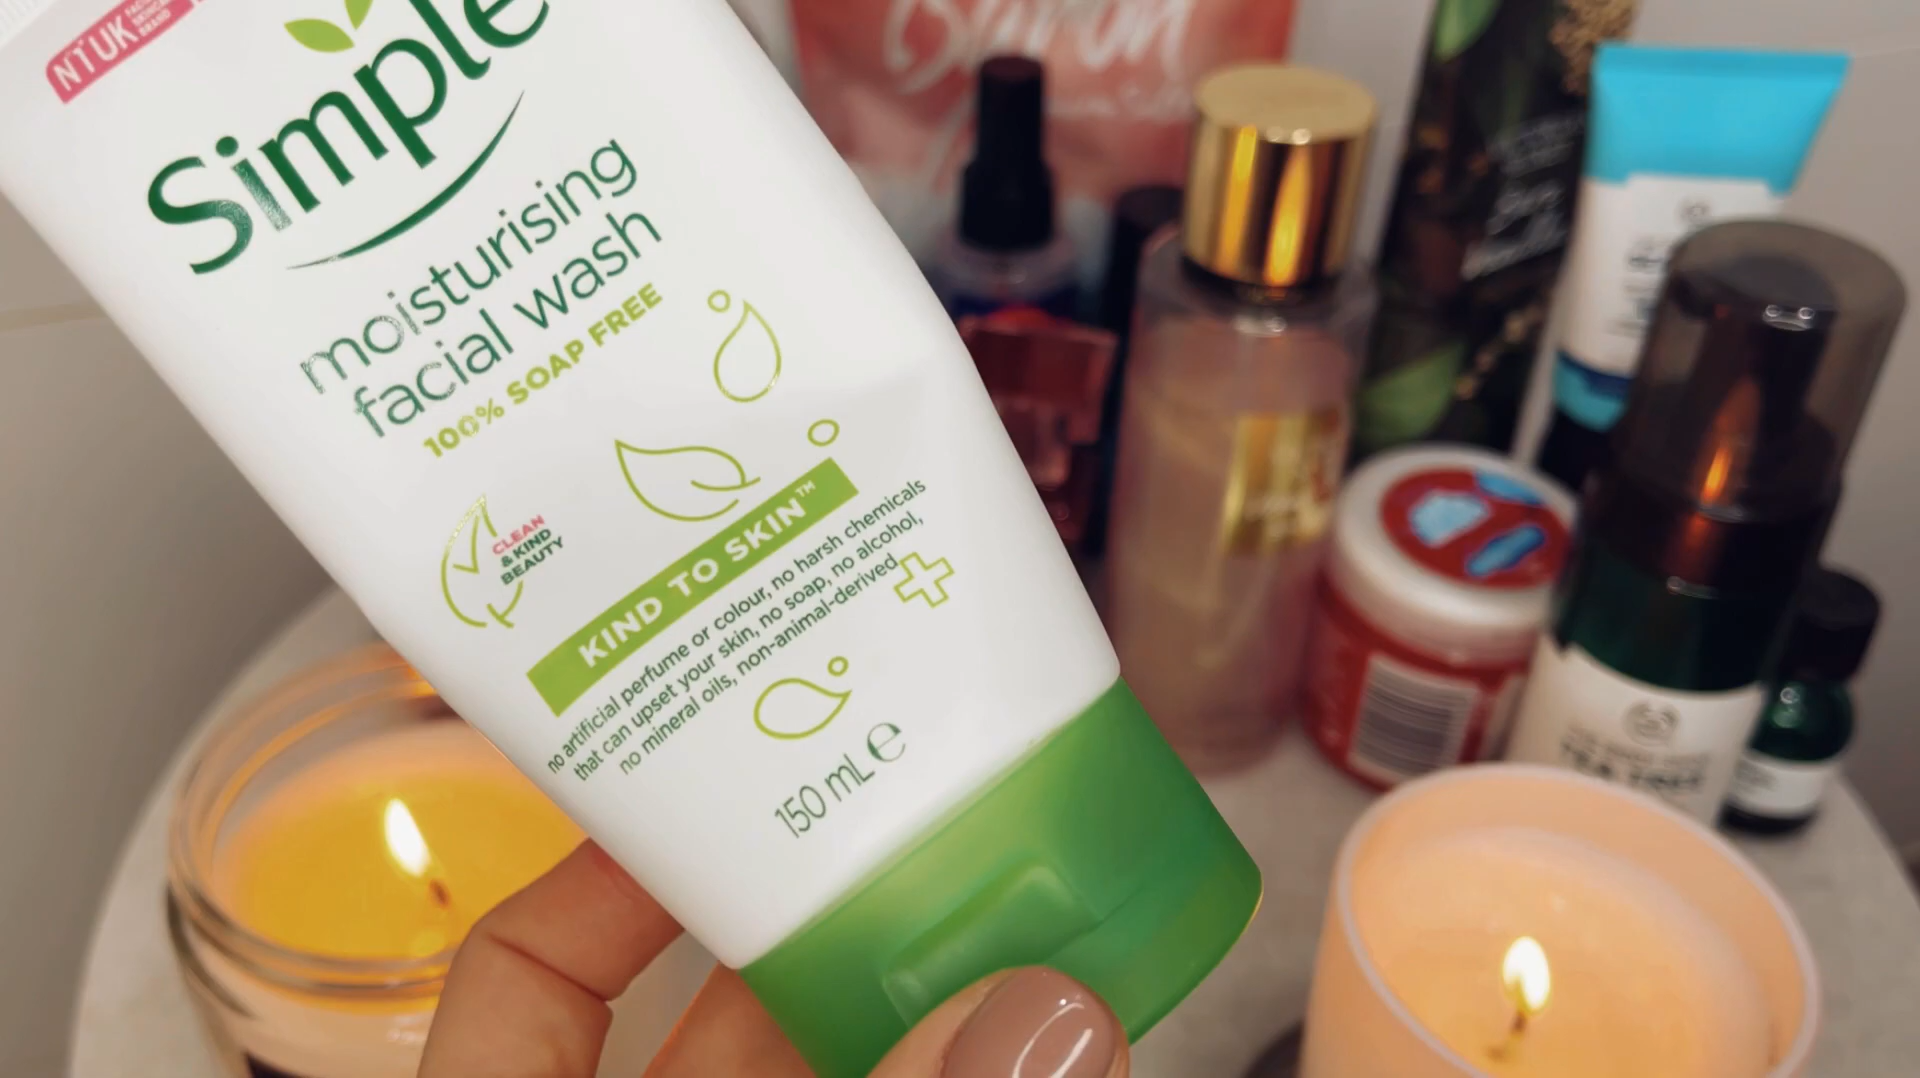 Simple
moisturising
facial wash
100% SOAP FREE
CLEAN
& KIND
BEAUTY
KIND TO SKIN™
no artificial perfume or colour, no harsh chemicals
that can upset your skin, no soap, no alcohol,
no mineral oils, non-animal-derived
150 mL e